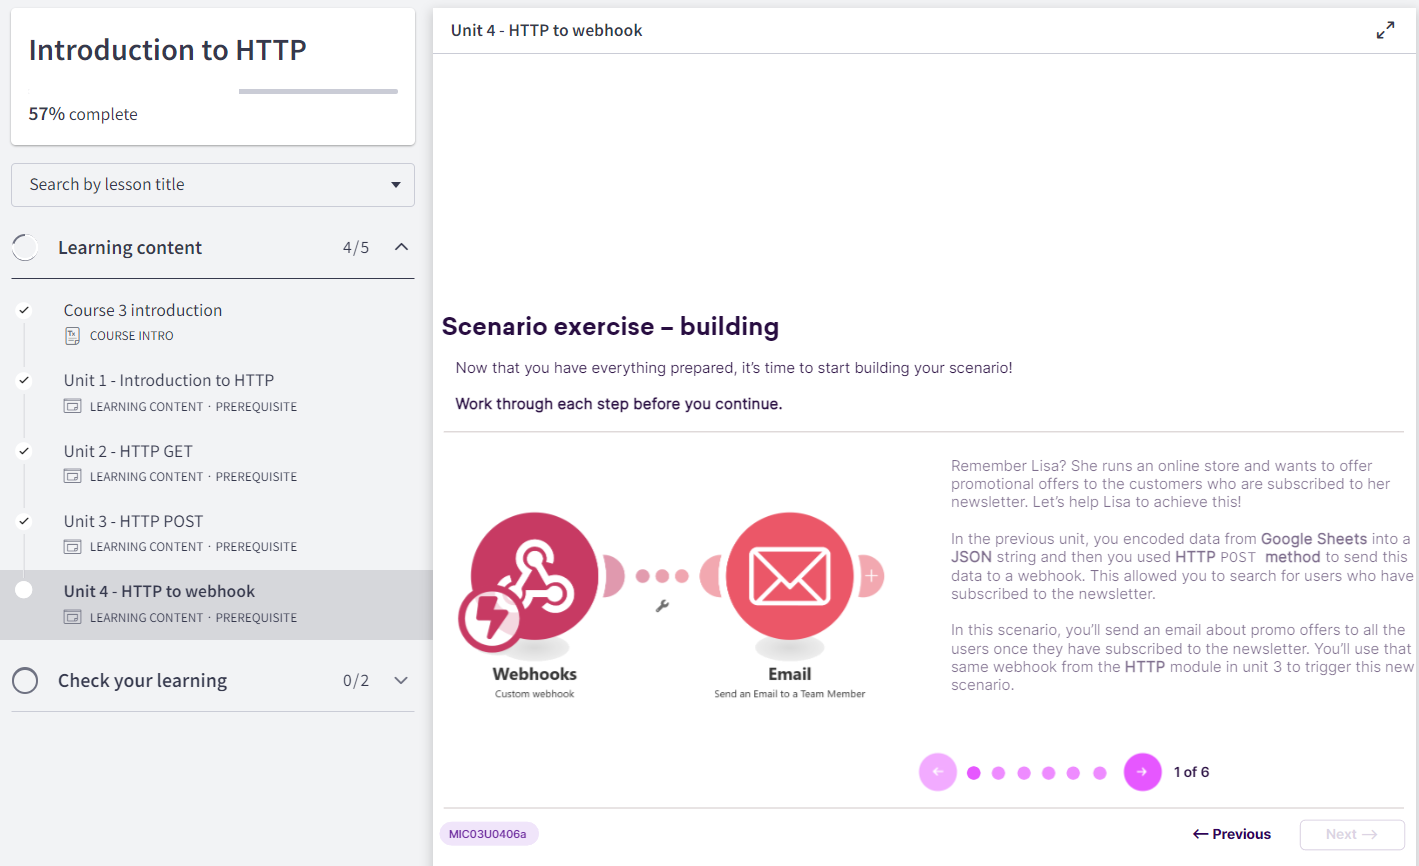 Introduction to HTTP
57% complete
Search by lesson title
Learning content 4/5
Course 3 introduction
COURSE INTRO
Unit 1 - Introduction to HTTP
LEARNING CONTENT · PREREQUISITE
Unit 2 - HTTP GET
LEARNING CONTENT · PREREQUISITE
Unit 3 - HTTP POST
LEARNING CONTENT · PREREQUISITE
Unit 4 - HTTP to webhook
LEARNING CONTENT · PREREQUISITE
Check your learning 0/2
Unit 4 - HTTP to webhook
Scenario exercise – building
Now that you have everything prepared, it’s time to start building your scenario!
Work through each step before you continue.
Webhooks
Custom webhook
Email
Send an Email to a Team Member
Remember Lisa? She runs an online store and wants to offer
promotional offers to the customers who are subscribed to her
newsletter. Let’s help Lisa to achieve this!
In the previous unit, you encoded data from Google Sheets into a
JSON string and then you used HTTP POST method to send this
data to a webhook. This allowed you to search for users who have
subscribed to the newsletter.
In this scenario, you’ll send an email about promo offers to all the
users once they have subscribed to the newsletter. You’ll use that
same webhook from the HTTP module in unit 3 to trigger this new
scenario.
1 of 6
MIC03U0406a
← Previous
Next →